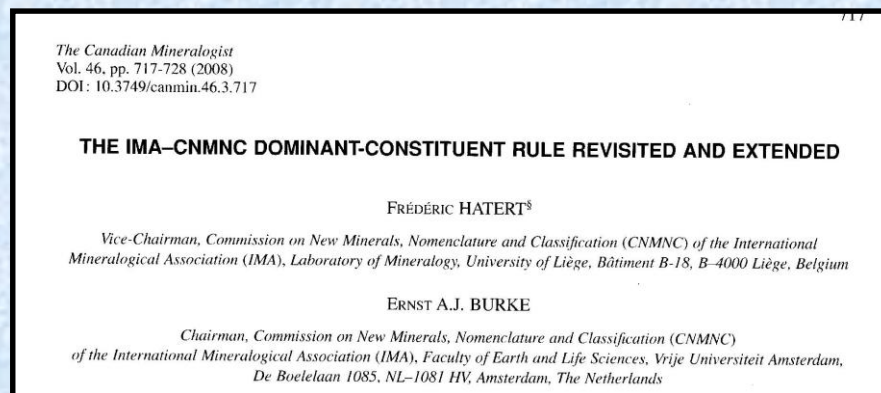 717
The Canadian Mineralogist
Vol. 46, pp. 717-728 (2008)
DOI : 10.3749/canmin.46.3.717
THE IMA–CNMNC DOMINANT-CONSTITUENT RULE REVISITED AND EXTENDED
FRÉDÉRIC HATERT§
Vice-Chairman, Commission on New Minerals, Nomenclature and Classification (CNMNC) of the International
Mineralogical Association (IMA), Laboratory of Mineralogy, University of Liège, Bâtiment B-18, B–4000 Liège, Belgium
ERNST A.J. BURKE
Chairman, Commission on New Minerals, Nomenclature and Classification (CNMNC)
of the International Mineralogical Association (IMA), Faculty of Earth and Life Sciences, Vrije Universiteit Amsterdam,
De Boelelaan 1085, NL–1081 HV, Amsterdam, The Netherlands